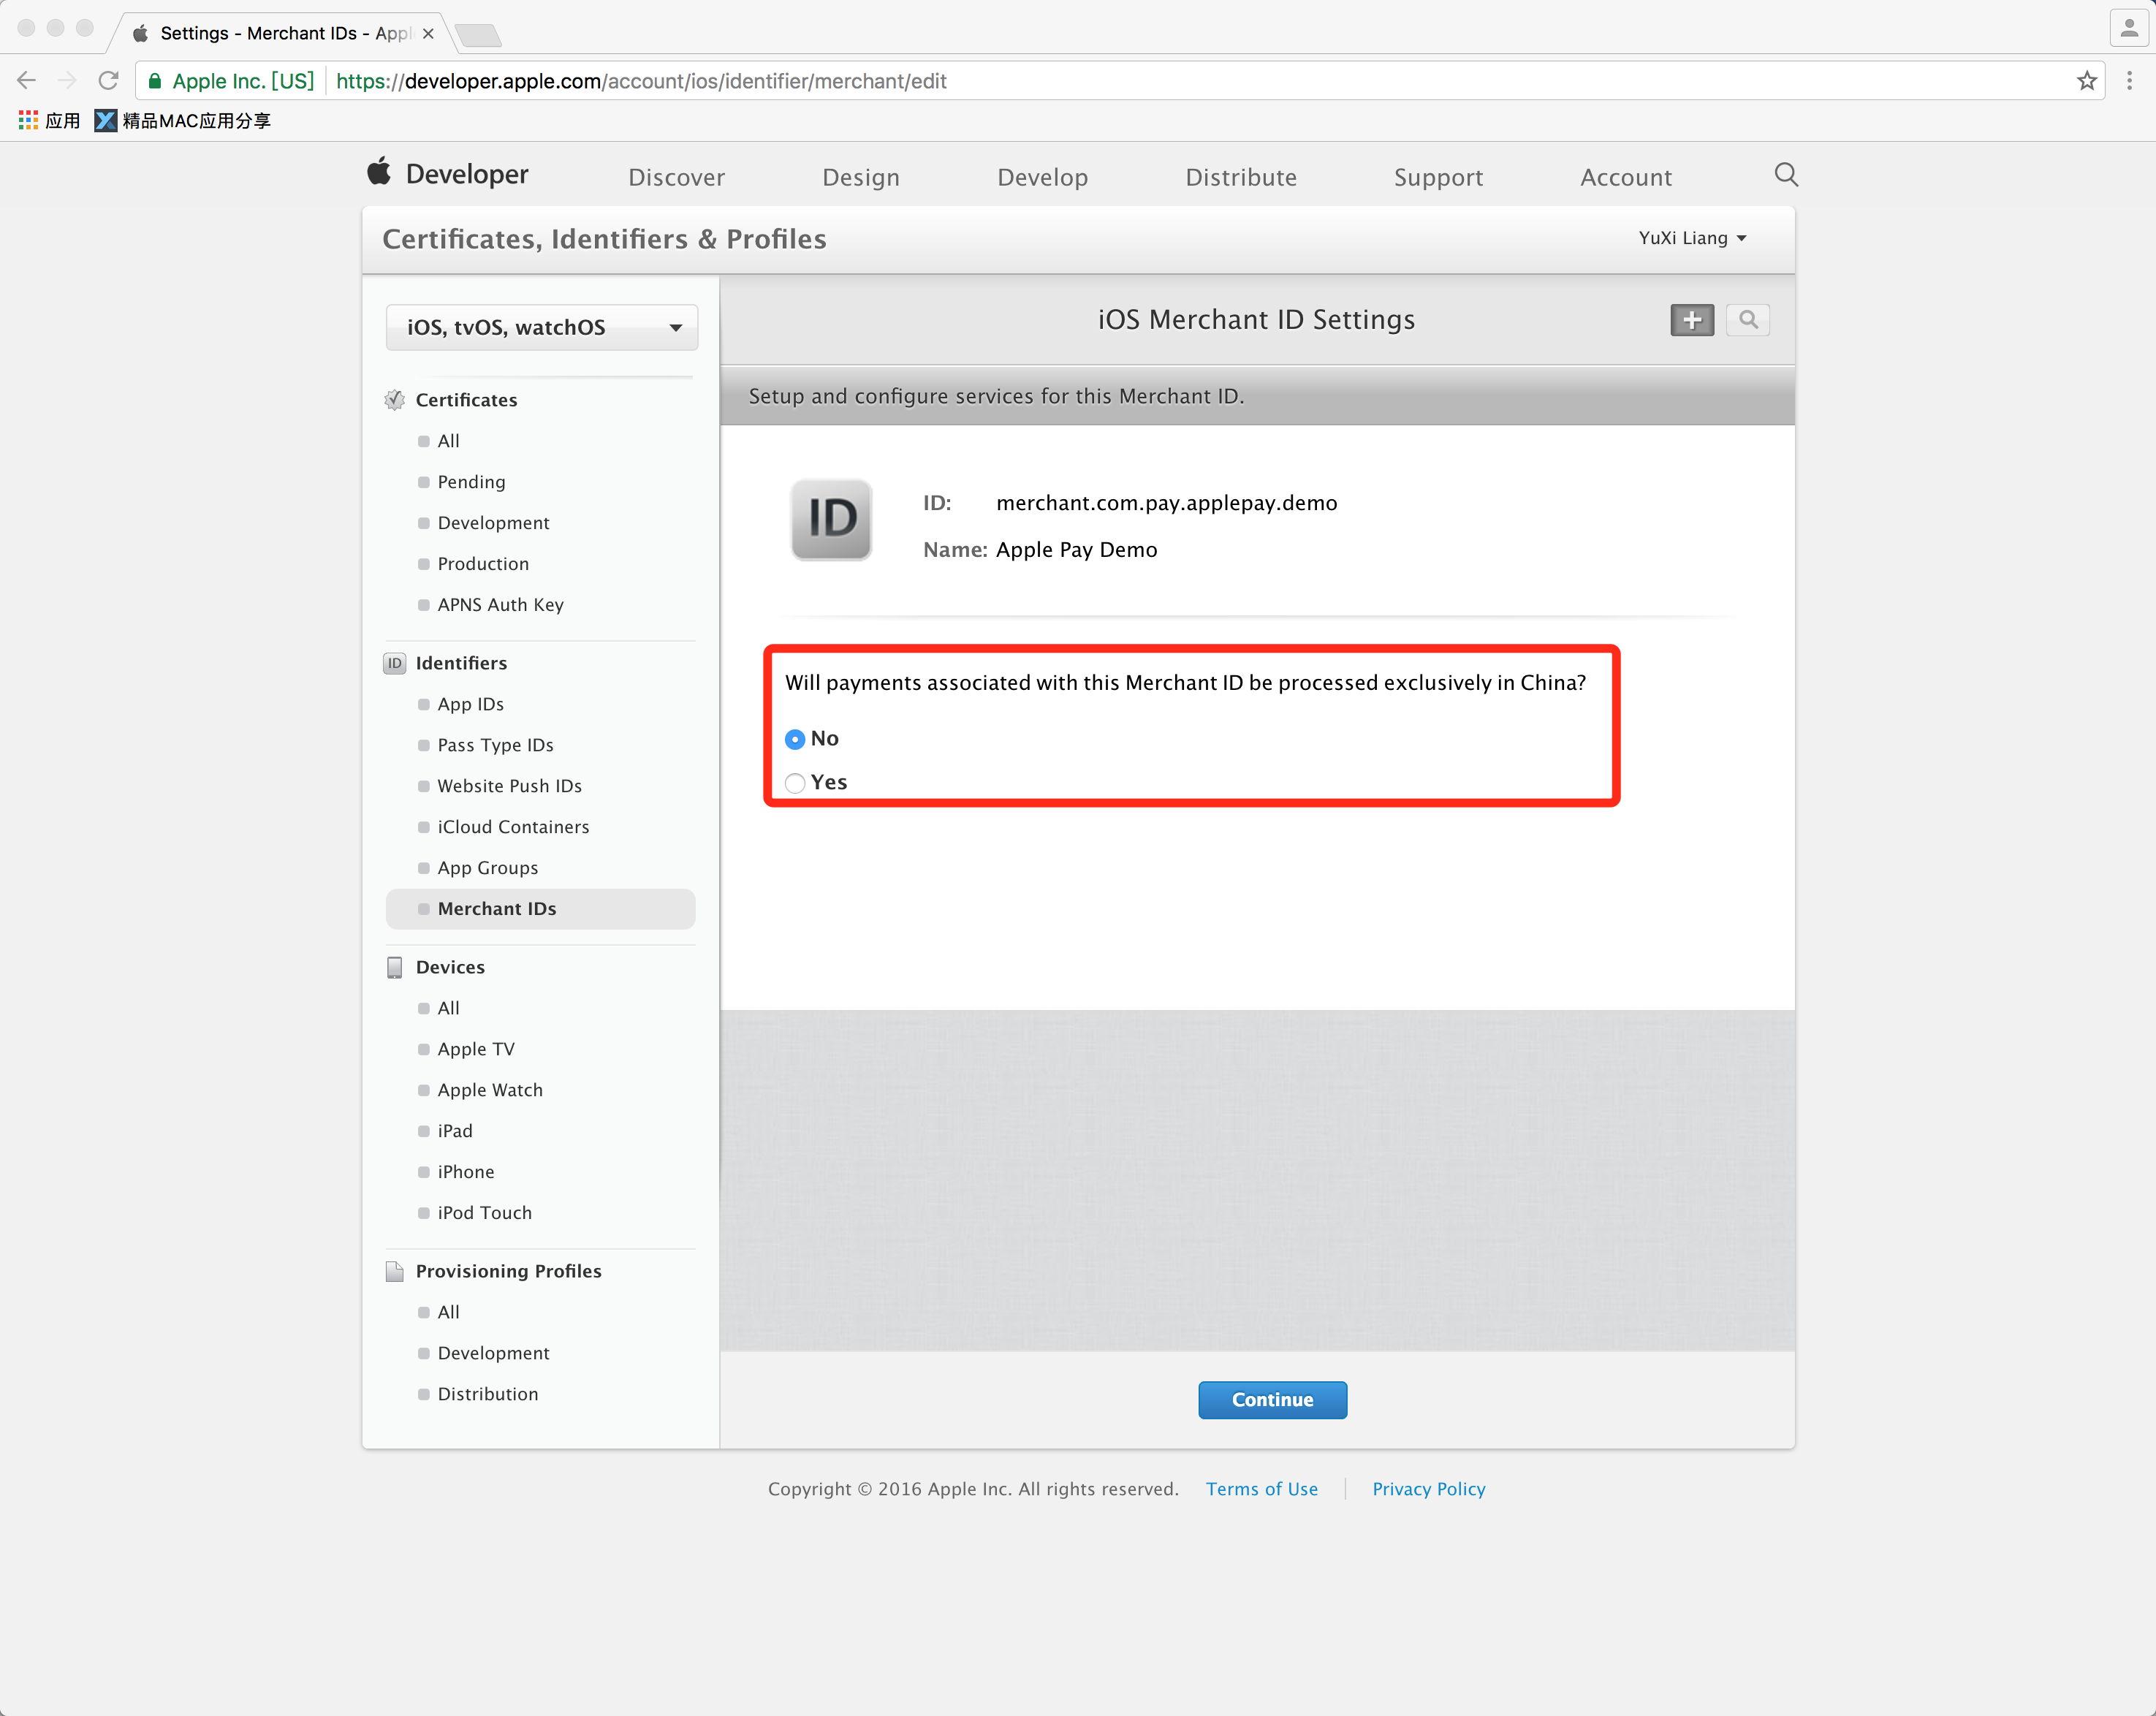 Settings - Merchant IDs - Appl
Apple Inc. [US] https://developer.apple.com/account/ios/identifier/merchant/edit
应用 精品MAC应用分享
Developer Discover Design Develop Distribute Support Account
Certificates, Identifiers & Profiles YuXi Liang
iOS, tvOS, watchOS
iOS Merchant ID Settings
Certificates
All
Pending
Development
Production
APNS Auth Key
ID Identifiers
App IDs
Pass Type IDs
Website Push IDs
iCloud Containers
App Groups
Merchant IDs
Devices
All
Apple TV
Apple Watch
iPad
iPhone
iPod Touch
Provisioning Profiles
All
Development
Distribution
Setup and configure services for this Merchant ID.
ID
ID: merchant.com.pay.applepay.demo
Name: Apple Pay Demo
Will payments associated with this Merchant ID be processed exclusively in China?
No
Yes
Continue
Copyright © 2016 Apple Inc. All rights reserved. Terms of Use Privacy Policy